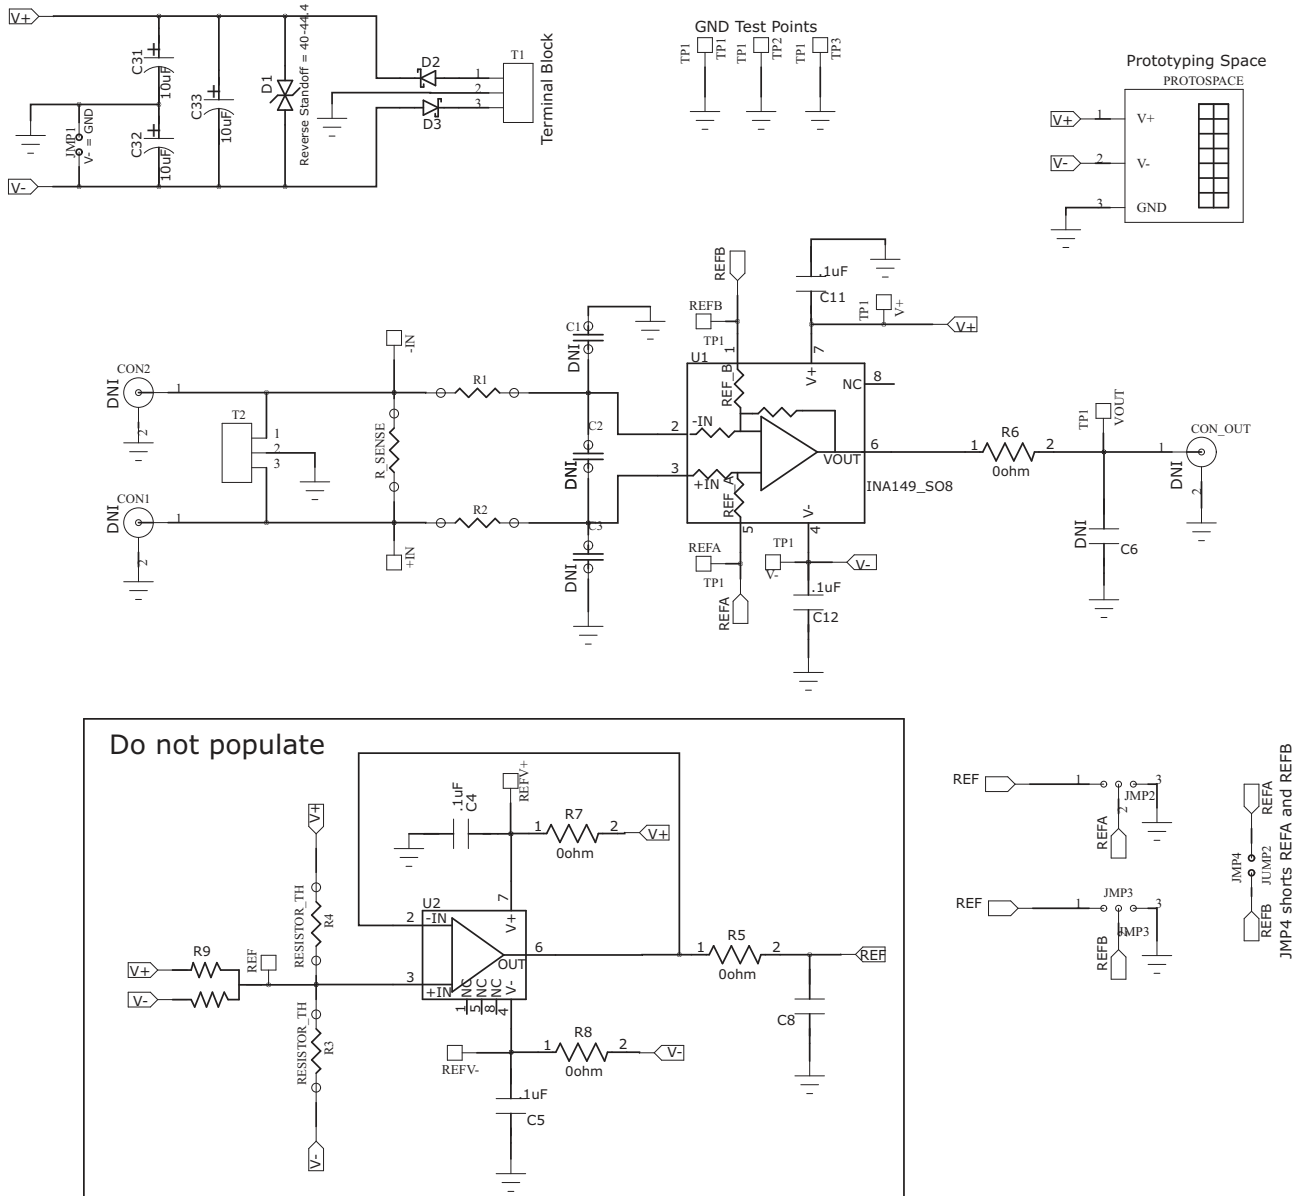 V+
C31
10uF
C33
10uF
D1
Reverse Standoff = 40-44.4
D2
1
2
3
D3
T1
Terminal Block
JMP1
V- = GND
C32
10uF
V-
GND Test Points
TP1
TP1
TP1
TP2
TP1
TP3
Prototyping Space
PROTOSPACE
V+
1
V+
V-
2
V-
3
GND
REFB
REFB
TP1
1
.1uF
C11
TP1
V+
V+
7
U1
REF_B
V+
NC
8
-IN
C1
DNI
CON2
DNI
1
2
T2
1
2
3
R_SENSE
R1
C2
DNI
2
-IN
3
+IN
REF_A
VOUT
6
INA149_SO8
V-
R6
1
2
0ohm
TP1
VOUT
CON_OUT
1
DNI
2
CON1
DNI
1
2
R2
+IN
C3
DNI
5
4
REFA
TP1
REFA
TP1
V-
V-
.1uF
C12
DNI
C6
Do not populate
REFV+
.1uF
C4
R7
1
2
0ohm
V+
V+
RESISTOR_TH
R4
U2
7
2
-IN
V+
6
OUT
3
+IN
NC
NC
NC
V-
1
5
8
4
R9
V+
V-
REF
RESISTOR_TH
R3
V-
R5
1
2
0ohm
REF
C8
REFV-
R8
1
2
0ohm
V-
.1uF
C5
REF
1
3
JMP2
2
REFA
REF
1
JMP3
3
JMP3
REFB
REFA
JMP4
JUMP2
REFB
JMP4 shorts REFA and REFB